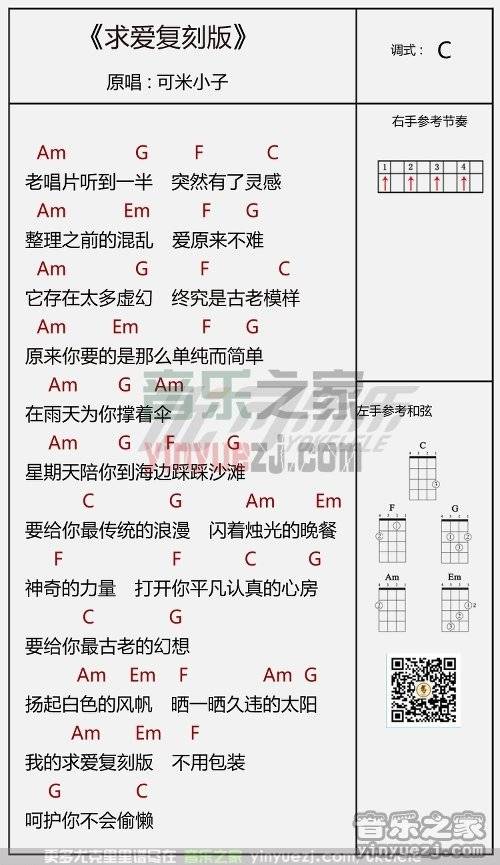 《求爱复刻版》
原唱：可米小子
调式： C
右手参考节奏
1 2 3 4
Am G F C
老唱片听到一半 突然有了灵感
Am Em F G
整理之前的混乱 爱原来不难
Am G F C
它存在太多虚幻 终究是古老模样
Am Em F G
原来你要的是那么单纯而简单
Am G Am
在雨天为你撑着伞
Am G F G
星期天陪你到海边踩踩沙滩
C G Am Em
要给你最传统的浪漫 闪着烛光的晚餐
F F C G
神奇的力量 打开你平凡认真的心房
C G
要给你最古老的幻想
Am Em F Am G
扬起白色的风帆 晒一晒久违的太阳
Am Em F
我的求爱复刻版 不用包装
G C
呵护你不会偷懒
左手参考和弦
C
F G
Am Em
音乐之家
yinyuezj.com
音乐之家
yinyuezj.com